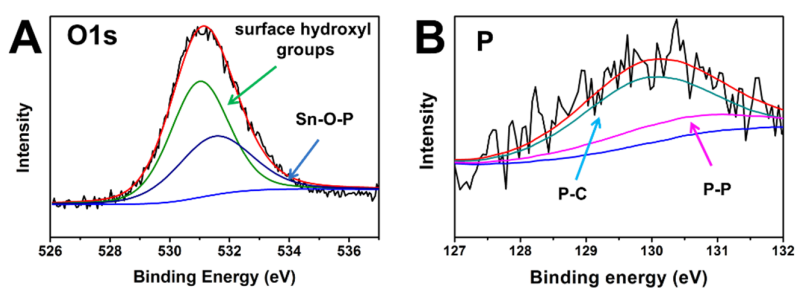 A
O1s
surface hydroxyl
groups
Sn-O-P
Intensity
526 528 530 532 534 536
Binding Energy (eV)
B
P
P-C
P-P
Intensity
127 128 129 130 131 132
Binding energy (eV)